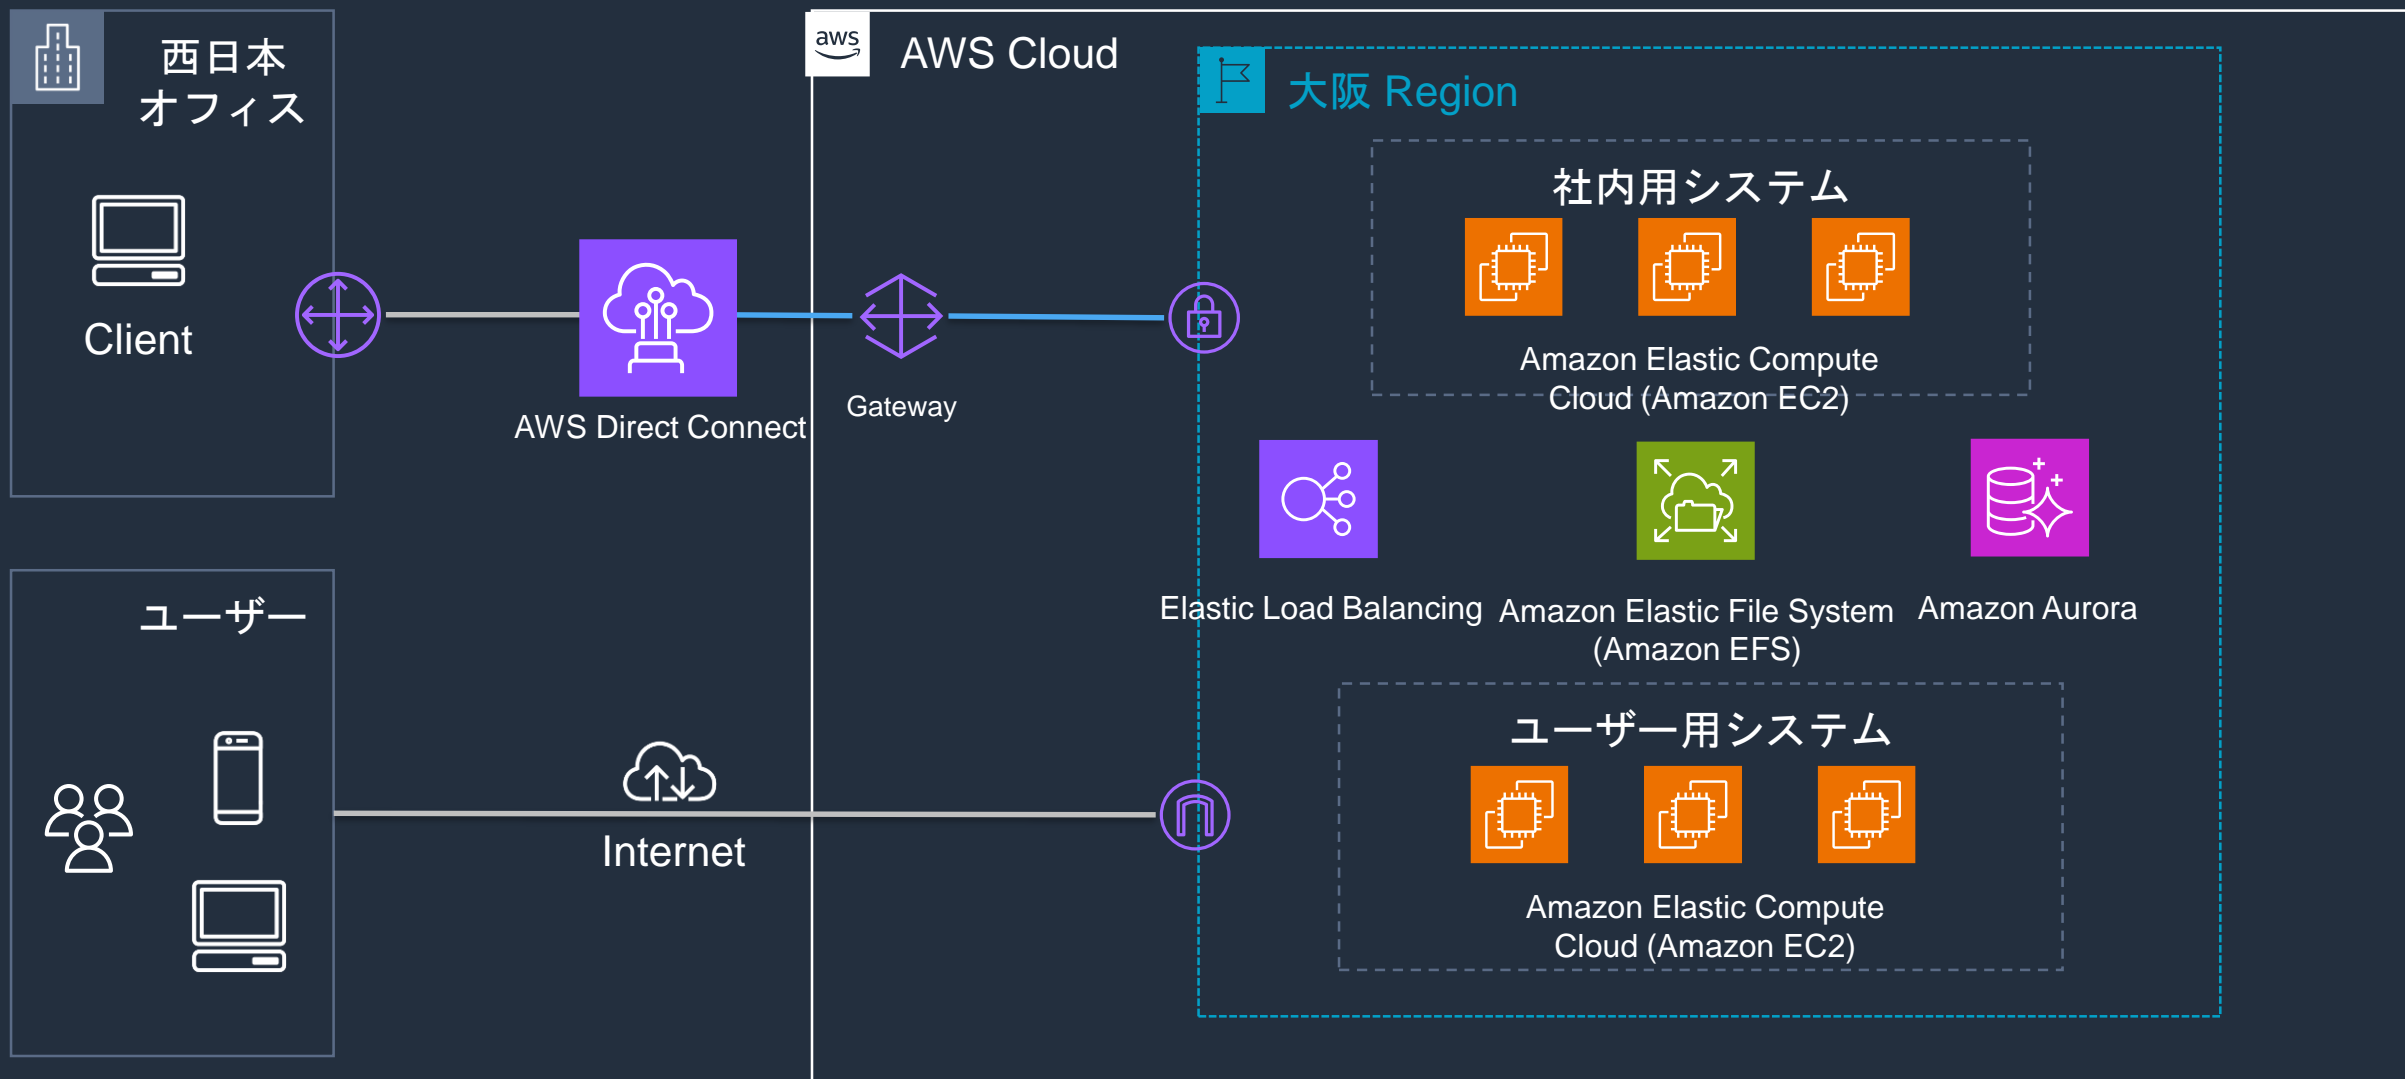 西日本
オフィス
Client
AWS Direct Connect
aws
AWS Cloud
Gateway
大阪 Region
社内用システム
Amazon Elastic Compute
Cloud (Amazon EC2)
Elastic Load Balancing
Amazon Elastic File System
(Amazon EFS)
Amazon Aurora
ユーザー
Internet
ユーザー用システム
Amazon Elastic Compute
Cloud (Amazon EC2)